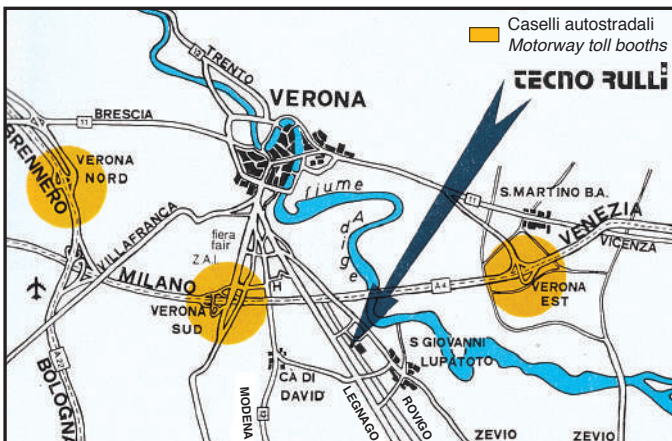 Caselli autostradali
Motorway toll booths
TECNO RULLI
12
TRENTO
VERONA
BRESCIA
11
BRENNERO
VERONA
NORD
fiume
Adige
11
S. MARTINO B.A.
VENEZIA
VICENZA
VILLAFRANCA
fiera
fair
Z.A.I.
H
MILANO
A4
VERONA
EST
VERONA
SUD
A22
BOLOGNA
S GIOVANNI
LUPATOTO
CA DI
DAVID
MODENA
12
LEGNAGO
ROVIGO
ZEVIO
ZEVIO